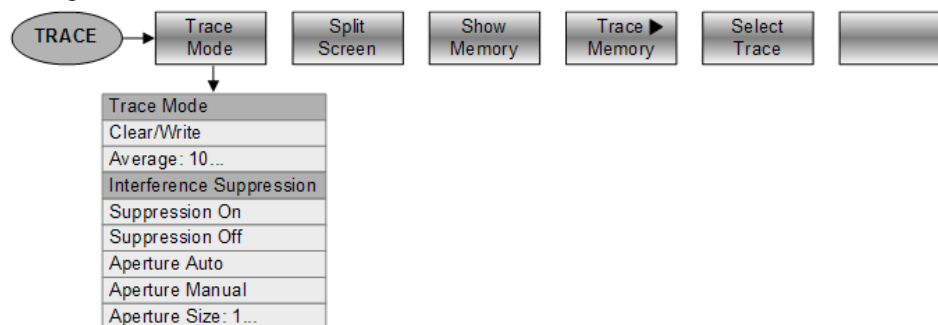 TRACE
Trace
Mode
Split
Screen
Show
Memory
Trace ▶
Memory
Select
Trace
Trace Mode
Clear/Write
Average: 10...
Interference Suppression
Suppression On
Suppression Off
Aperture Auto
Aperture Manual
Aperture Size: 1...